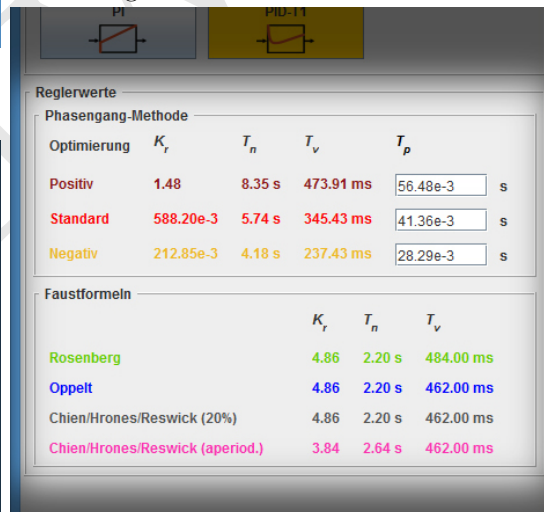 PI PID-T1
Reglerwerte
Phasengang-Methode
Optimierung Kr Tn Tv Tp
Positiv 1.48 8.35 s 473.91 ms 56.48e-3 s
Standard 588.20e-3 5.74 s 345.43 ms 41.36e-3 s
Negativ 212.85e-3 4.18 s 237.43 ms 28.29e-3 s
Faustformeln
Kr Tn Tv
Rosenberg 4.86 2.20 s 484.00 ms
Oppelt 4.86 2.20 s 462.00 ms
Chien/Hrones/Reswick (20%) 4.86 2.20 s 462.00 ms
Chien/Hrones/Reswick (aperiod.) 3.84 2.64 s 462.00 ms